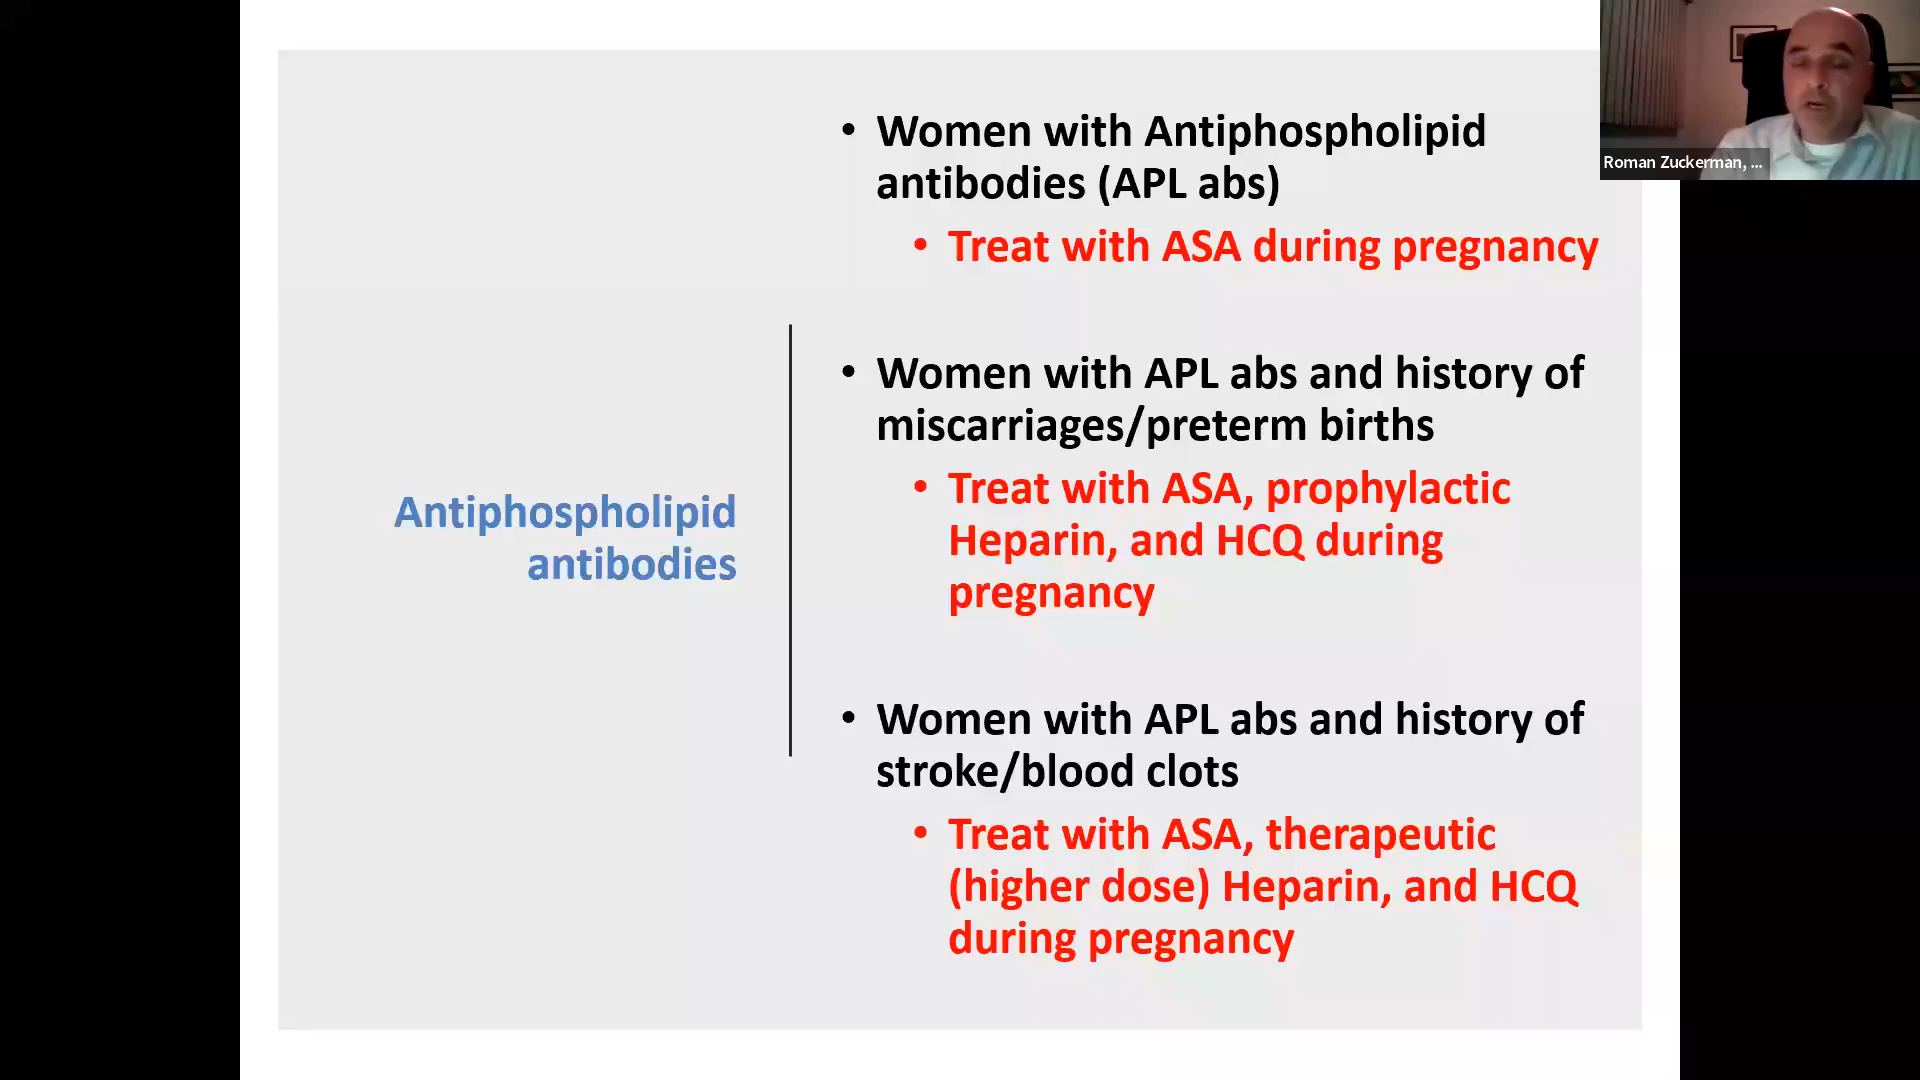 • Women with Antiphospholipid
antibodies (APL abs)
• Treat with ASA during pregnancy
• Women with APL abs and history of
miscarriages/preterm births
• Treat with ASA, prophylactic
Heparin, and HCQ during
pregnancy
• Women with APL abs and history of
stroke/blood clots
• Treat with ASA, therapeutic
(higher dose) Heparin, and HCQ
during pregnancy
Antiphospholipid
antibodies
Roman Zuckerman, ...